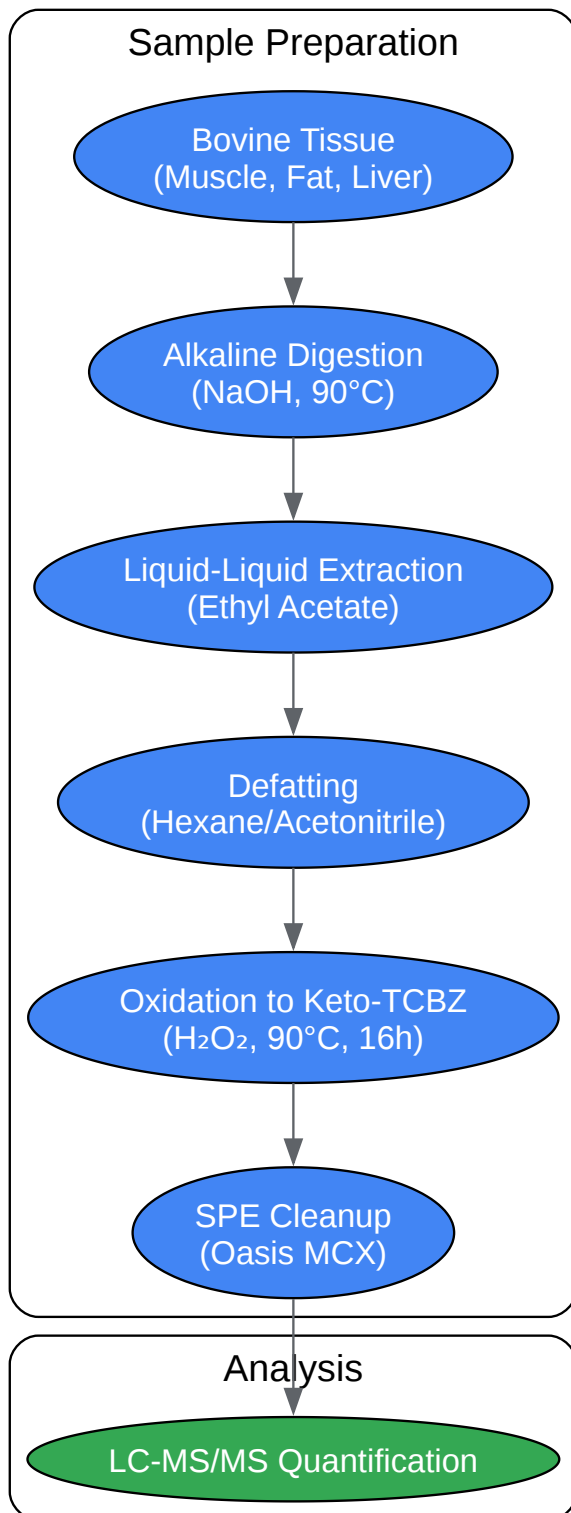 Sample Preparation
Bovine Tissue
(Muscle, Fat, Liver)
Alkaline Digestion
(NaOH, 90°C)
Liquid-Liquid Extraction
(Ethyl Acetate)
Defatting
(Hexane/Acetonitrile)
Oxidation to Keto-TCBZ
(H₂O₂, 90°C, 16h)
SPE Cleanup
(Oasis MCX)
Analysis
LC-MS/MS Quantification